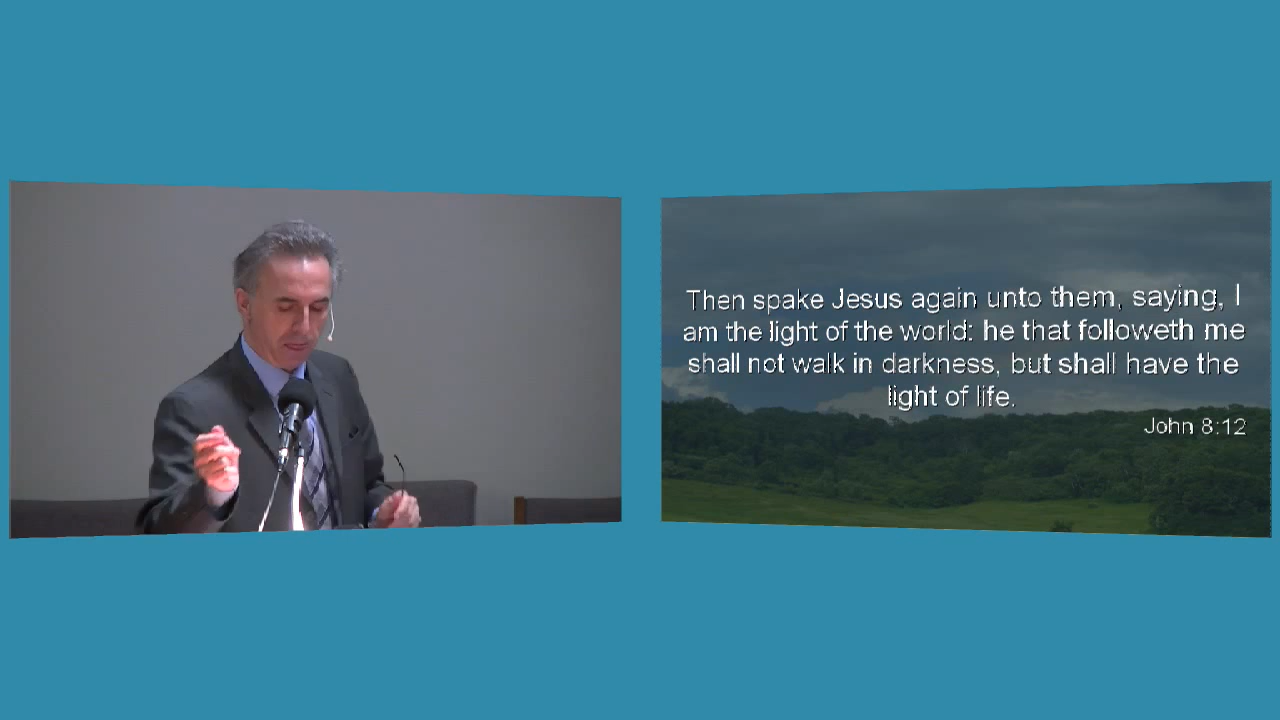 Then spake Jesus again unto them, saying, I
am the light of the world: he that followeth me
shall not walk in darkness, but shall have the
light of life.
John 8:12